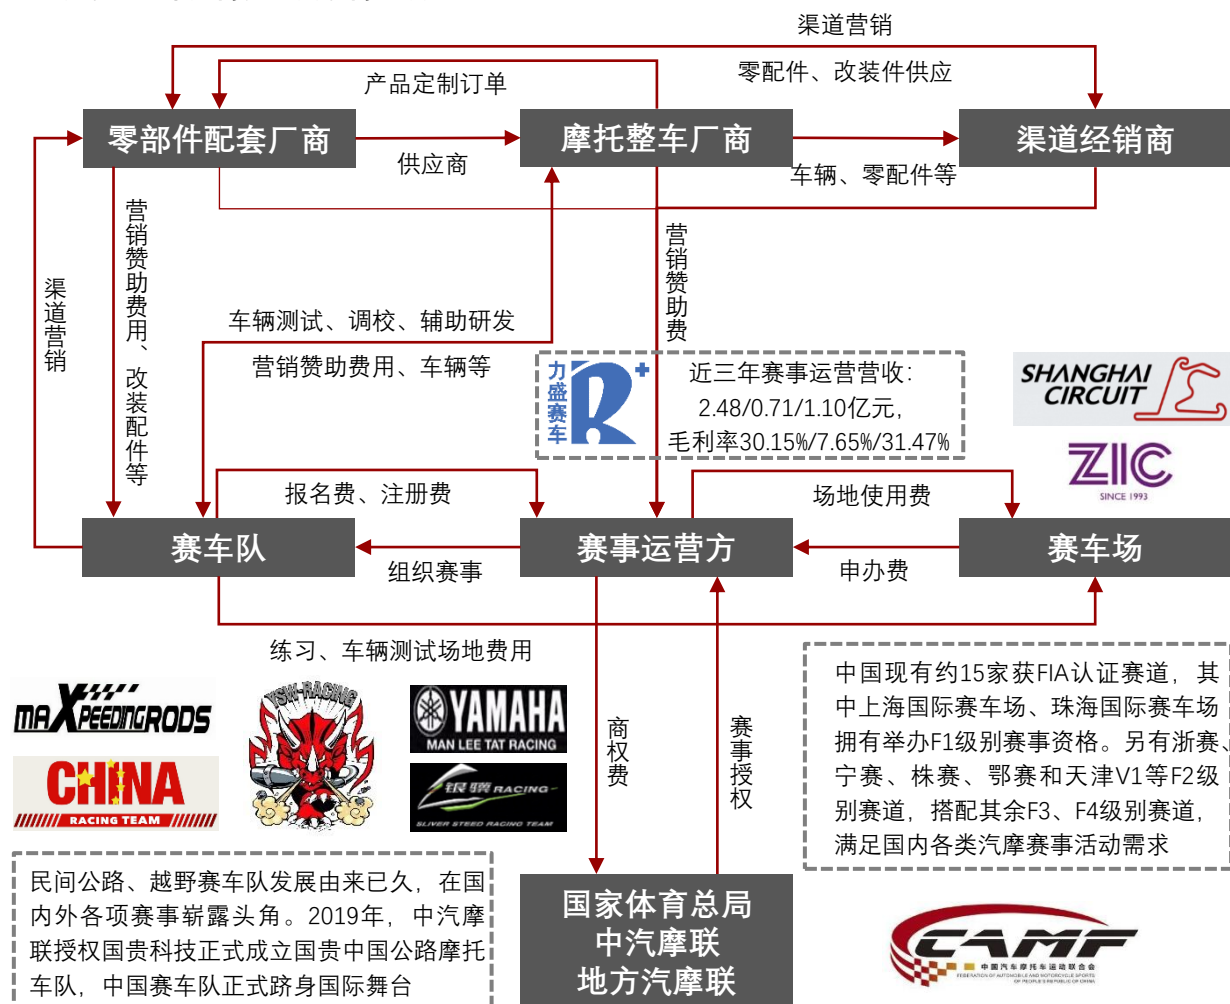 渠道营销
零配件、改装件供应
产品定制订单
零部件配套厂商
摩托整车厂商
渠道经销商
供应商
车辆、零配件等
营销赞助费用、改装配件等
营销赞助费
渠道营销
车辆测试、调校、辅助研发
营销赞助费用、车辆等
力盛赛车
R+
近三年赛事运营营收：
2.48/0.71/1.10亿元，
毛利率30.15%/7.65%/31.47%
SHANGHAI
CIRCUIT
ZIC
SINCE 1993
报名费、注册费
场地使用费
赛车队
赛事运营方
赛车场
组织赛事
申办费
练习、车辆测试场地费用
MAXPEEDINGRODS
YSW-RACING
YAMAHA
MAN LEE TAT RACING
CHINA
RACING TEAM
银骥 RACING
SLIVER STEED RACING TEAM
商权费
赛事授权
中国现有约15家获FIA认证赛道，其
中上海国际赛车场、珠海国际赛车场
拥有举办F1级别赛事资格。另有浙赛、
宁赛、株赛、鄂赛和天津V1等F2级
别赛道，搭配其余F3、F4级别赛道，
满足国内各类汽摩赛事活动需求
民间公路、越野赛车队发展由来已久，在国
内外各项赛事崭露头角。2019年，中汽摩
联授权国贵科技正式成立国贵中国公路摩托
车队，中国赛车队正式跻身国际舞台
国家体育总局
中汽摩联
地方汽摩联
CAMF
中国汽车摩托车运动联合会
FEDERATION OF AUTOMOBILE AND MOTORCYCLE SPORTS
OF PEOPLE'S REPUBLIC OF CHINA